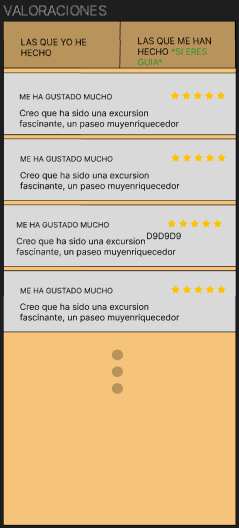 VALORACIONES
LAS QUE YO HE
HECHO
LAS QUE ME HAN
HECHO *SI ERES
GUIA*
ME HA GUSTADO MUCHO
Creo que ha sido una excursion
fascinante, un paseo muyenriquecedor
ME HA GUSTADO MUCHO
Creo que ha sido una excursion
fascinante, un paseo muyenriquecedor
ME HA GUSTADO MUCHO
D9D9D9
Creo que ha sido una excursion
fascinante, un paseo muyenriquecedor
ME HA GUSTADO MUCHO
Creo que ha sido una excursion
fascinante, un paseo muyenriquecedor